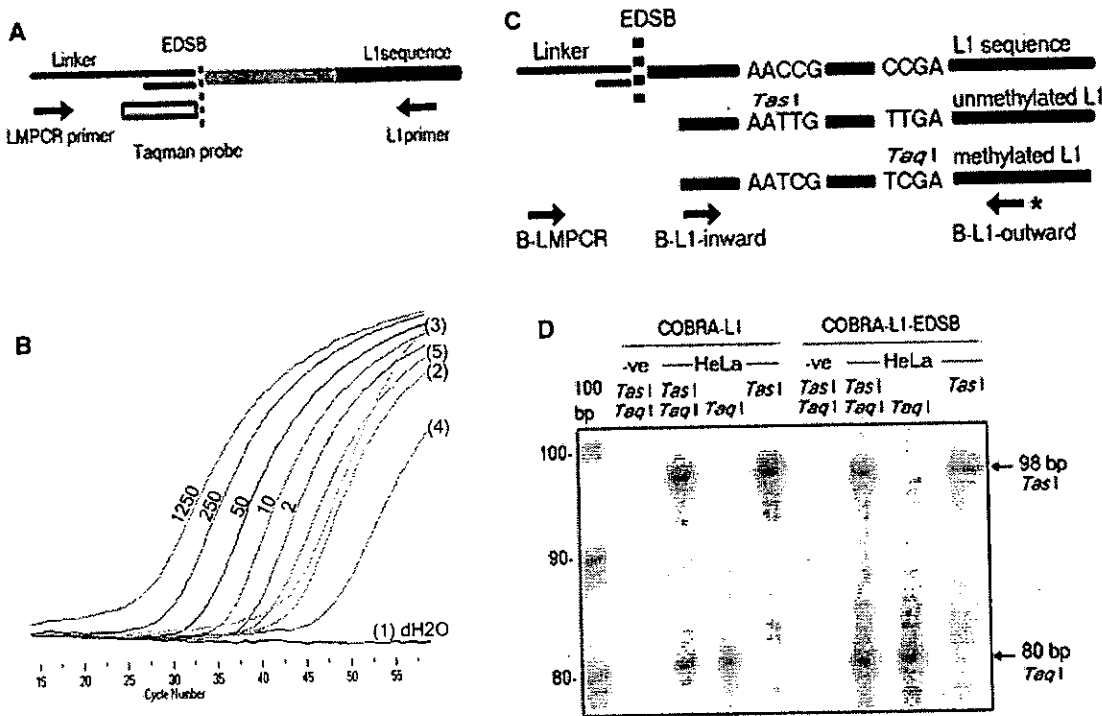 A
EDSB
Linker
L1 sequence
LMPCR primer
L1 primer
Taqman probe
B
1250
250
50
10
2
(3)
(5)
(2)
(4)
(1) dH2O
15 20 25 30 35 40 45 50 55
Cycle Number
C
EDSB
Linker
L1 sequence
AACCG
CCGA
Tas I
unmethylated L1
AATTG
TTGA
Taq I
methylated L1
AATCG
TCGA
*
B-LMPCR
B-L1-inward
B-L1-outward
D
COBRA-L1
COBRA-L1-EDSB
-ve
HeLa
-ve
HeLa
100 Tas I Tas I Tas I Tas I Tas I Tas I
bp Taq I Taq I Taq I Taq I Taq I Taq I
100-
98 bp
Tas I
90-
80-
80 bp
Taq I